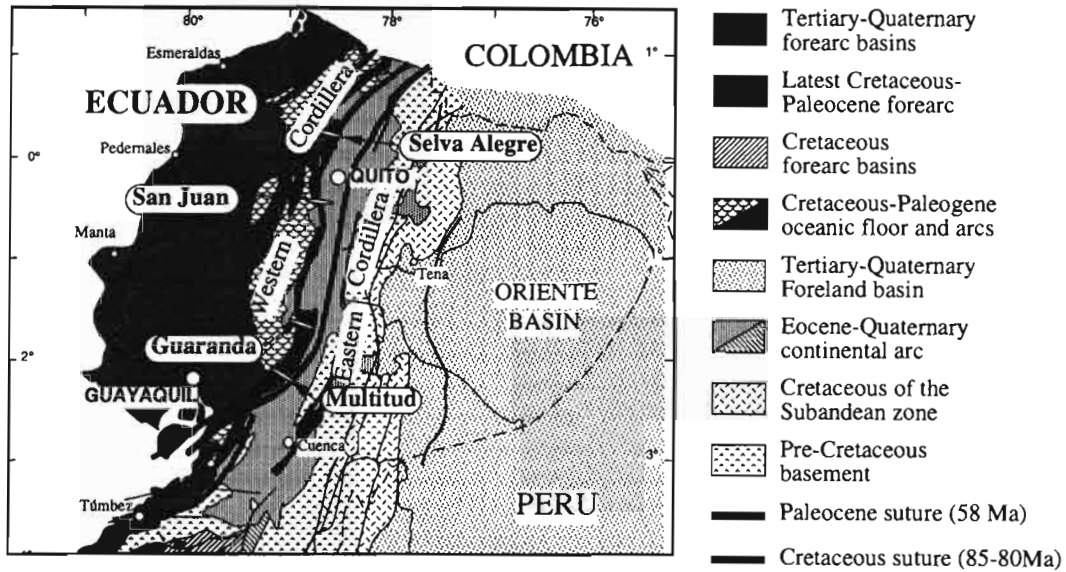 80°
78°
76°
Esmeraldas
COLOMBIA
1°
ECUADOR
Cordillera
Selva Alegre
Pedernales
0°
QUITO
San Juan
Manta
Western
Cordillera
Tena
1°
ORIENTE
BASIN
Guaranda
Eastern
2°
GUAYAQUIL
Multitud
Cuenca
3°
Túmbez
PERU
4°
Tertiary-Quaternary
forearc basins
Latest Cretaceous-
Paleocene forearc
Cretaceous
forearc basins
Cretaceous-Paleogene
oceanic floor and arcs
Tertiary-Quaternary
Foreland basin
Eocene-Quaternary
continental arc
Cretaceous of the
Subandean zone
Pre-Cretaceous
basement
Paleocene suture (58 Ma)
Cretaceous suture (85-80Ma)